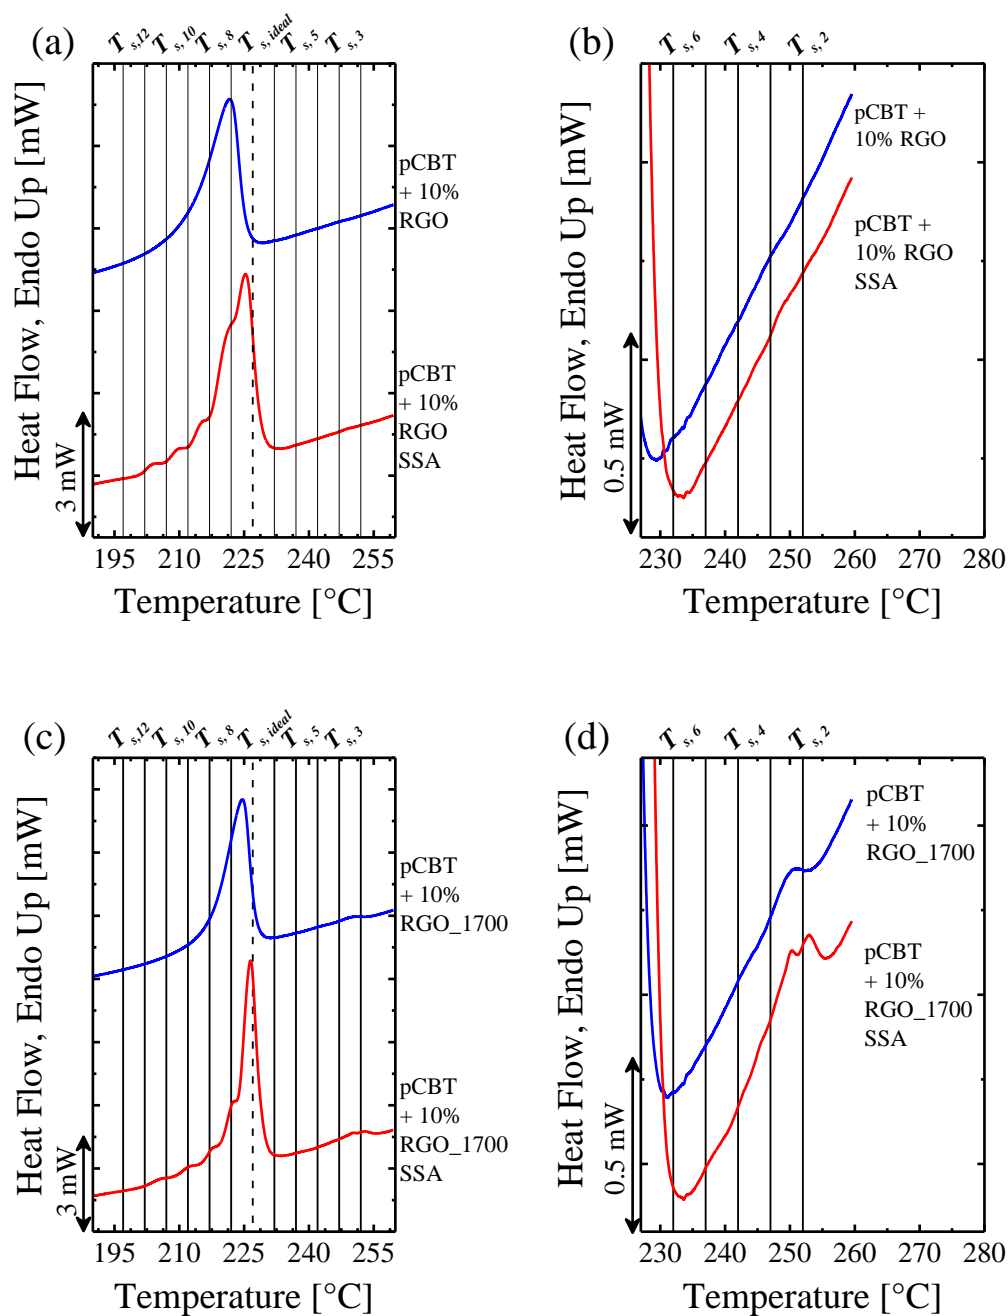 (a)
T s,12 T s, 10 T s, 8 T s, ideal T s, 5 T s, 3
Heat Flow, Endo Up [mW]
3 mW
pCBT
+ 10%
RGO
pCBT
+ 10%
RGO
SSA
195 210 225 240 255
Temperature [°C]
(b)
T s, 6 T s, 4 T s, 2
Heat Flow, Endo Up [mW]
0.5 mW
pCBT +
10% RGO
pCBT +
10% RGO
SSA
230 240 250 260 270 280
Temperature [°C]
(c)
T s,12 T s, 10 T s, 8 T s, ideal T s, 5 T s, 3
Heat Flow, Endo Up [mW]
3 mW
pCBT
+ 10%
RGO_1700
pCBT
+ 10%
RGO_1700
SSA
195 210 225 240 255
Temperature [°C]
(d)
T s, 6 T s, 4 T s, 2
Heat Flow, Endo Up [mW]
0.5 mW
pCBT
+ 10%
RGO_1700
pCBT
+ 10%
RGO_1700
SSA
230 240 250 260 270 280
Temperature [°C]